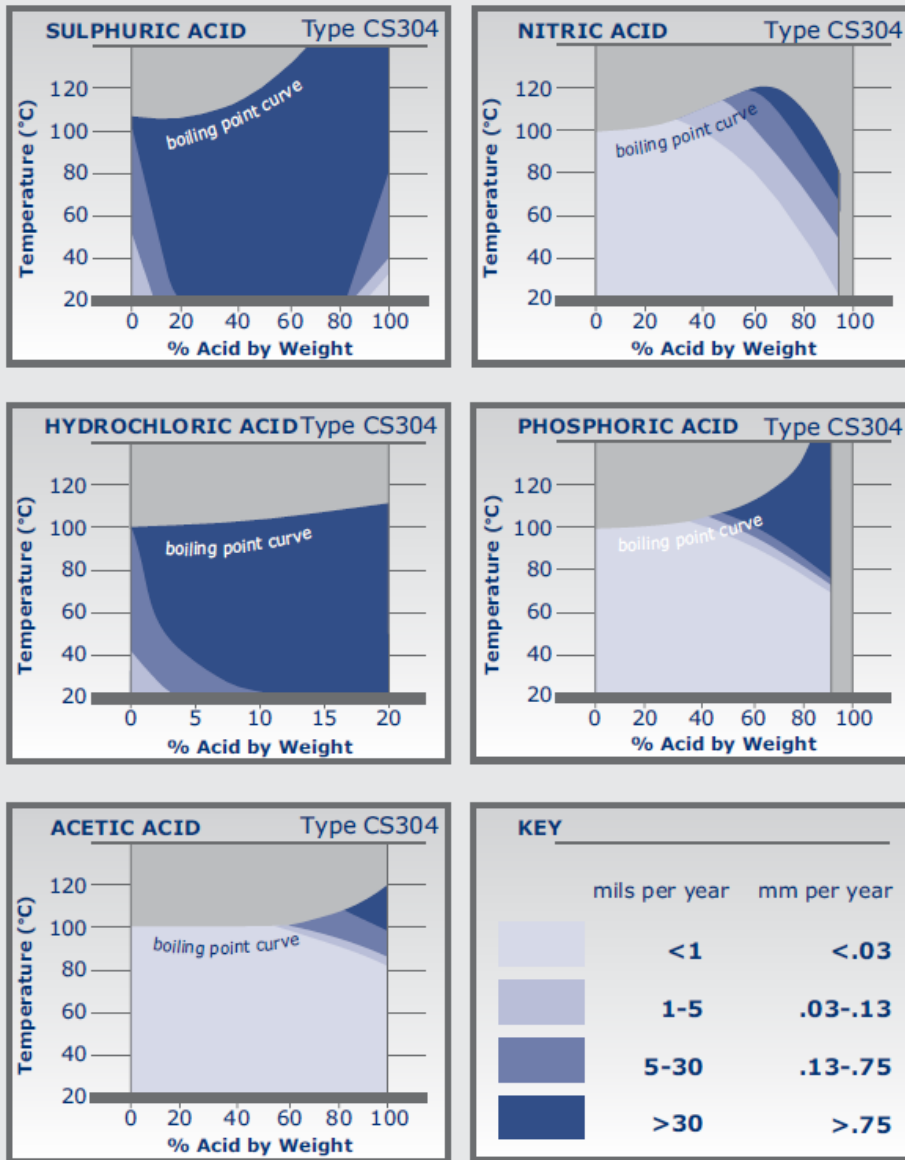 SULPHURIC ACID Type CS304
Temperature (°C)
120
100
80
60
40
20
boiling point curve
0 20 40 60 80 100
% Acid by Weight
NITRIC ACID Type CS304
Temperature (°C)
120
100
80
60
40
20
boiling point curve
0 20 40 60 80 100
% Acid by Weight
HYDROCHLORIC ACID Type CS304
Temperature (°C)
120
100
80
60
40
20
boiling point curve
0 5 10 15 20
% Acid by Weight
PHOSPHORIC ACID Type CS304
Temperature (°C)
120
100
80
60
40
20
boiling point curve
0 20 40 60 80 100
% Acid by Weight
ACETIC ACID Type CS304
Temperature (°C)
120
100
80
60
40
20
boiling point curve
0 20 40 60 80 100
% Acid by Weight
KEY
mils per year mm per year
<1 <.03
1-5 .03-.13
5-30 .13-.75
>30 >.75